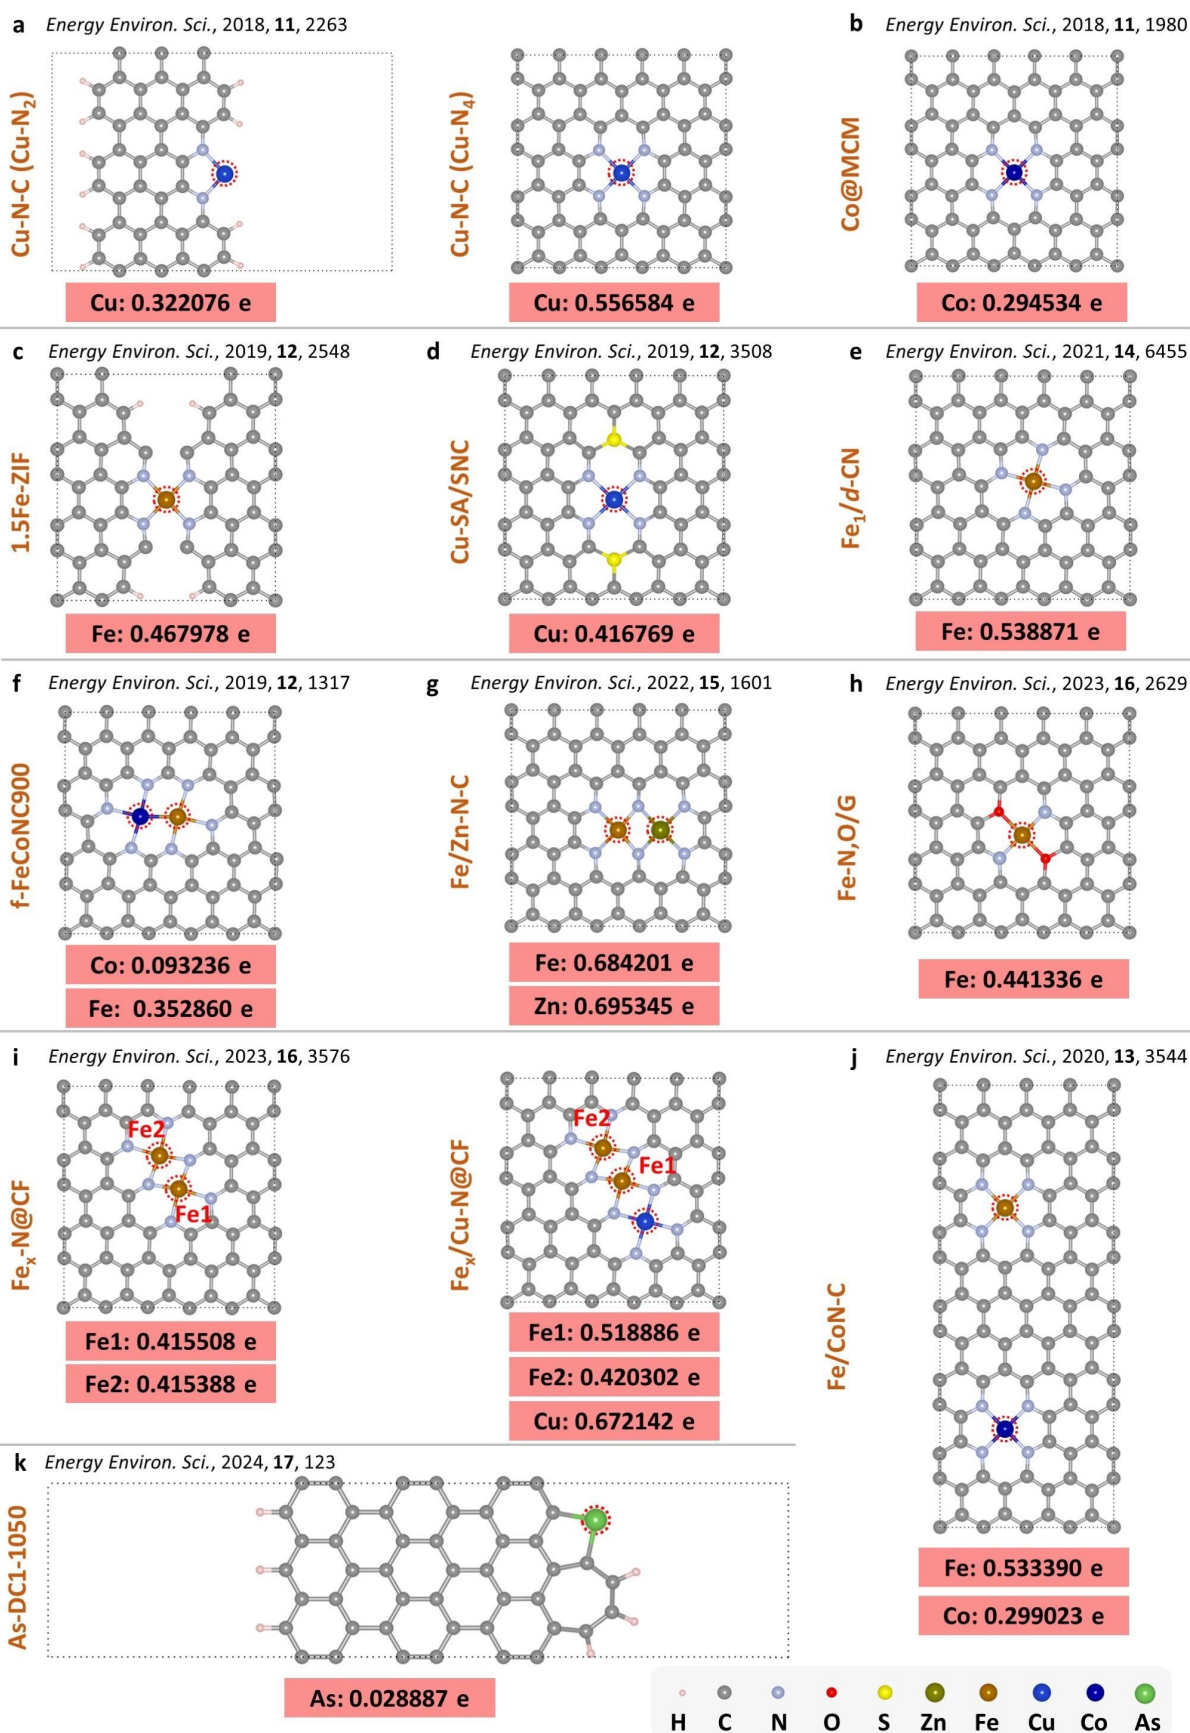 a Energy Environ. Sci., 2018, 11, 2263
b Energy Environ. Sci., 2018, 11, 1980
Cu-N-C (Cu-N₂)
Cu-N-C (Cu-N₄)
Co@MCM
Cu: 0.322076 e
Cu: 0.556584 e
Co: 0.294534 e
c Energy Environ. Sci., 2019, 12, 2548
d Energy Environ. Sci., 2019, 12, 3508
e Energy Environ. Sci., 2021, 14, 6455
1.5Fe-ZIF
Cu-SA/SNC
Fe₁/d-CN
Fe: 0.467978 e
Cu: 0.416769 e
Fe: 0.538871 e
f Energy Environ. Sci., 2019, 12, 1317
g Energy Environ. Sci., 2022, 15, 1601
h Energy Environ. Sci., 2023, 16, 2629
f-FeCoNC900
Fe/Zn-N-C
Fe-N,O/G
Co: 0.093236 e
Fe: 0.352860 e
Fe: 0.684201 e
Zn: 0.695345 e
Fe: 0.441336 e
i Energy Environ. Sci., 2023, 16, 3576
j Energy Environ. Sci., 2020, 13, 3544
Feₓ-N@CF
Fe2
Fe1
Feₓ/Cu-N@CF
Fe2
Fe1
Fe/CoN-C
Fe1: 0.415508 e
Fe2: 0.415388 e
Fe1: 0.518886 e
Fe2: 0.420302 e
Cu: 0.672142 e
Fe: 0.533390 e
Co: 0.299023 e
k Energy Environ. Sci., 2024, 17, 123
As-DC1-1050
As: 0.028887 e
H C N O S Zn Fe Cu Co As